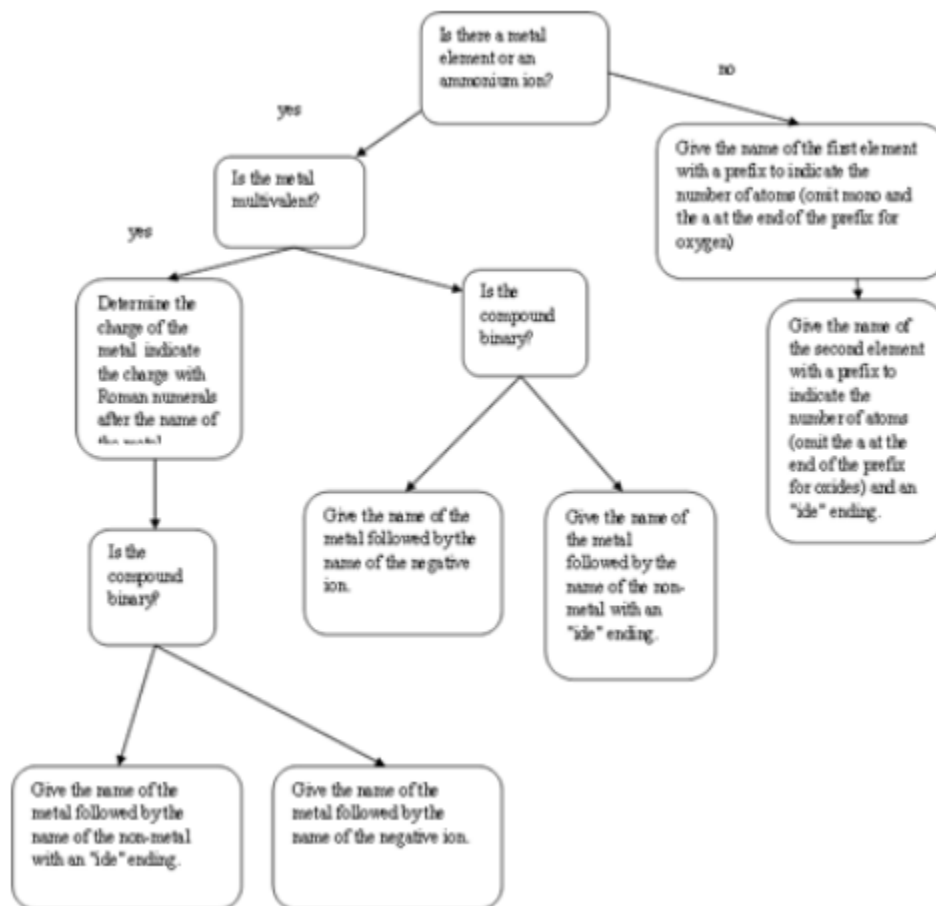 Is there a metal
element or an
ammonium ion?
no
yes
Give the name of the first element
with a prefix to indicate the
number of atoms (omit mono and
the a at the end of the prefix for
oxygen)
Is the metal
multivalent?
yes
Is the
compound
binary?
Determine the
charge of the
metal indicate
the charge with
Roman numerals
after the name of
the metal
Give the name of
the second element
with a prefix to
indicate the
number of atoms
(omit the a at the
end of the prefix
for oxides) and an
"ide" ending.
Give the name of the
metal followed by the
name of the negative
ion.
Give the name of
the metal
followed by the
name of the non-
metal with an
"ide" ending.
Is the
compound
binary?
Give the name of the
metal followed by the
name of the non-metal
with an "ide" ending.
Give the name of the
metal followed by the
name of the negative ion.